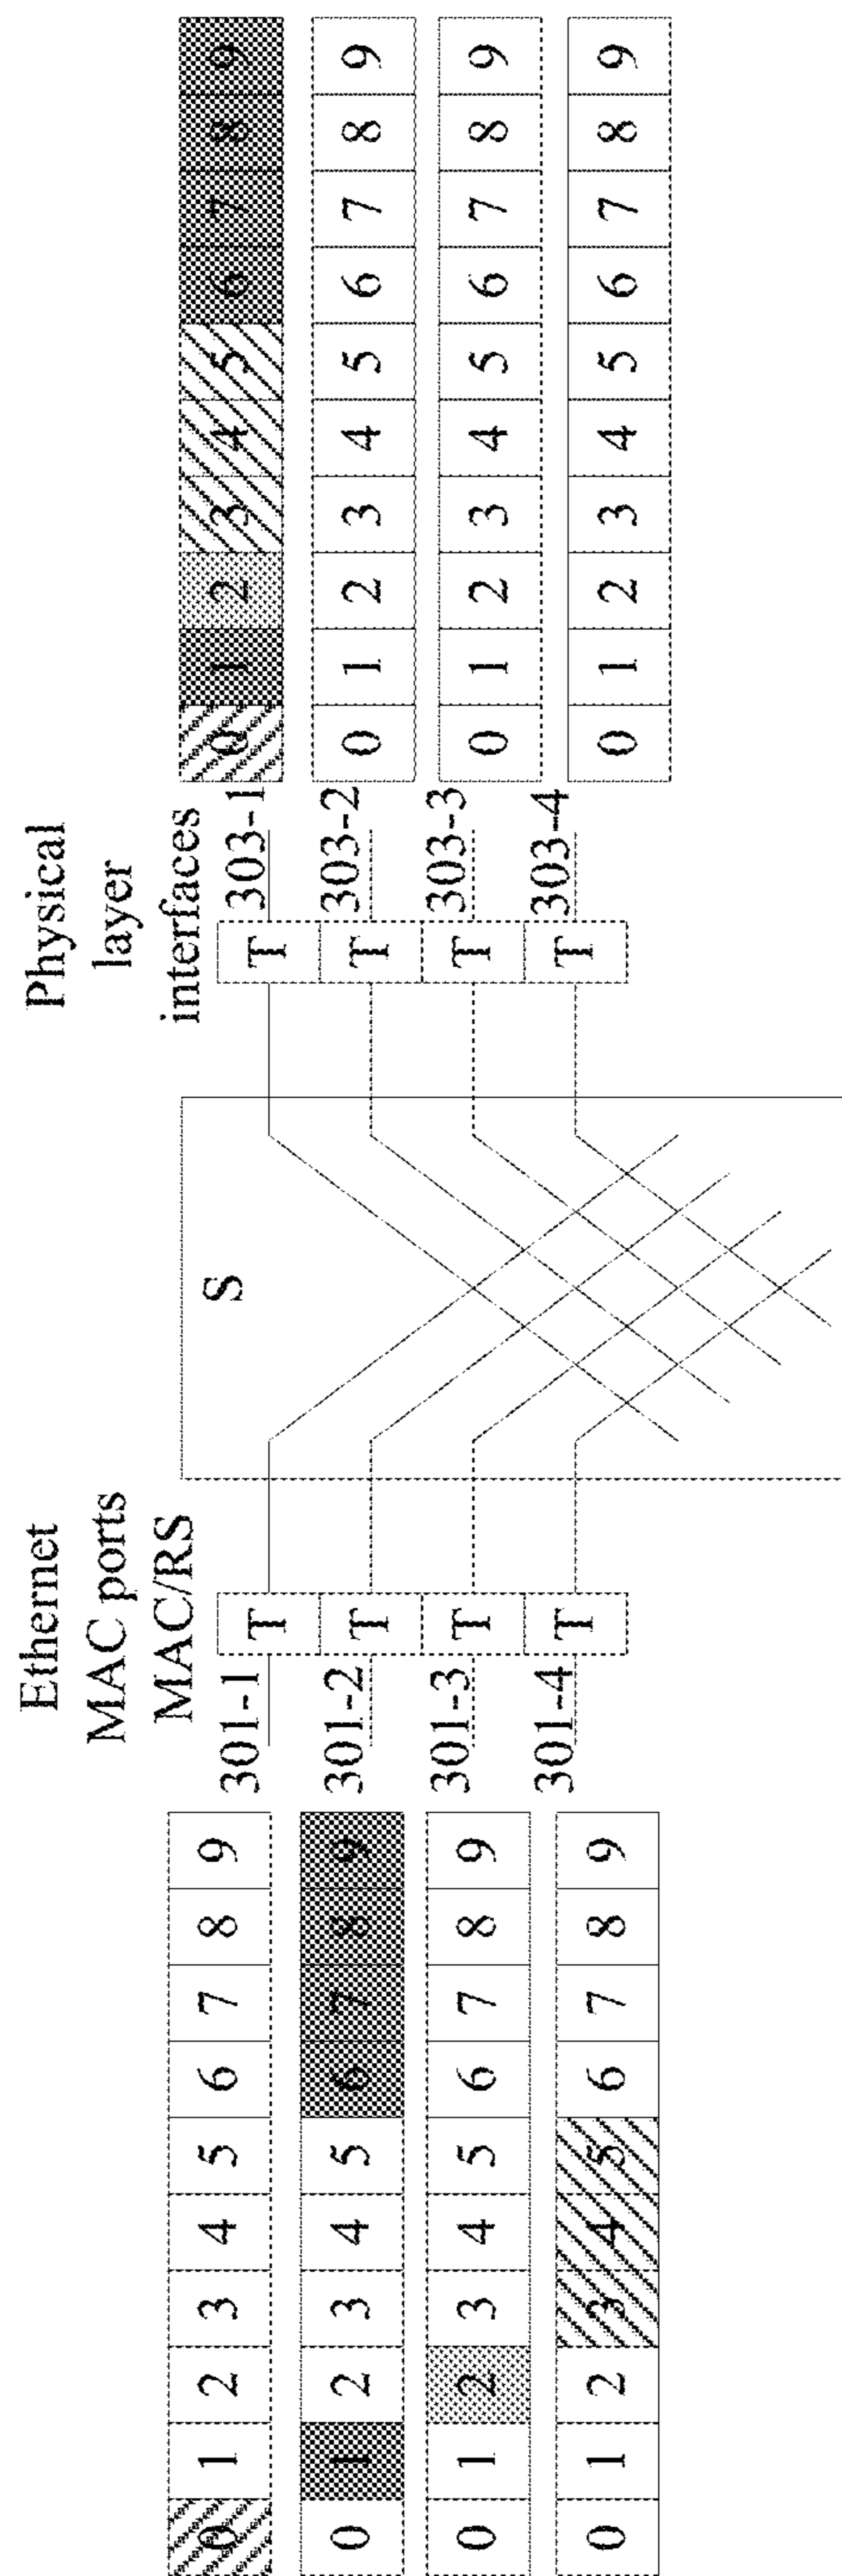 Ethernet
MAC ports
MAC/RS
Physical
layer
interfaces
0 1 2 3 4 5 6 7 8 9
301-1
T
S
T
303-1
0 1 2 3 4 5 6 7 8 9
0 1 2 3 4 5 6 7 8 9
301-2
T
T
303-2
0 1 2 3 4 5 6 7 8 9
0 1 2 3 4 5 6 7 8 9
301-3
T
T
303-3
0 1 2 3 4 5 6 7 8 9
0 1 2 3 4 5 6 7 8 9
301-4
T
T
303-4
0 1 2 3 4 5 6 7 8 9